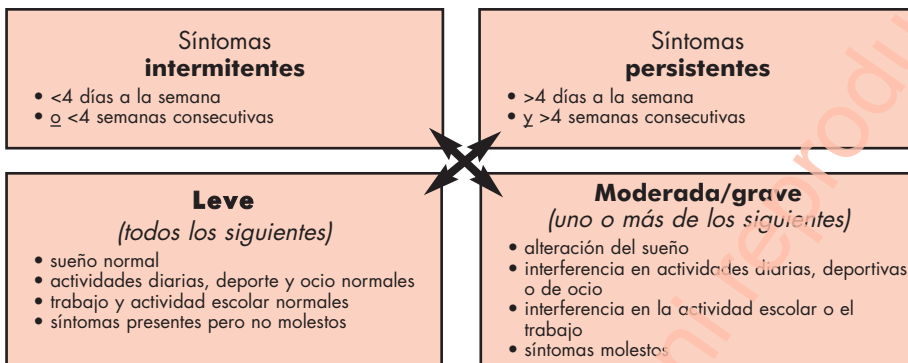 Síntomas
intermitentes
• <4 días a la semana
• o <4 semanas consecutivas
Síntomas
persistentes
• >4 días a la semana
• y >4 semanas consecutivas
Leve
(todos los siguientes)
• sueño normal
• actividades diarias, deporte y ocio normales
• trabajo y actividad escolar normales
• síntomas presentes pero no molestos
Moderada/grave
(uno o más de los siguientes)
• alteración del sueño
• interferencia en actividades diarias, deportivas
o de ocio
• interferencia en la actividad escolar o el
trabajo
• síntomas molestos